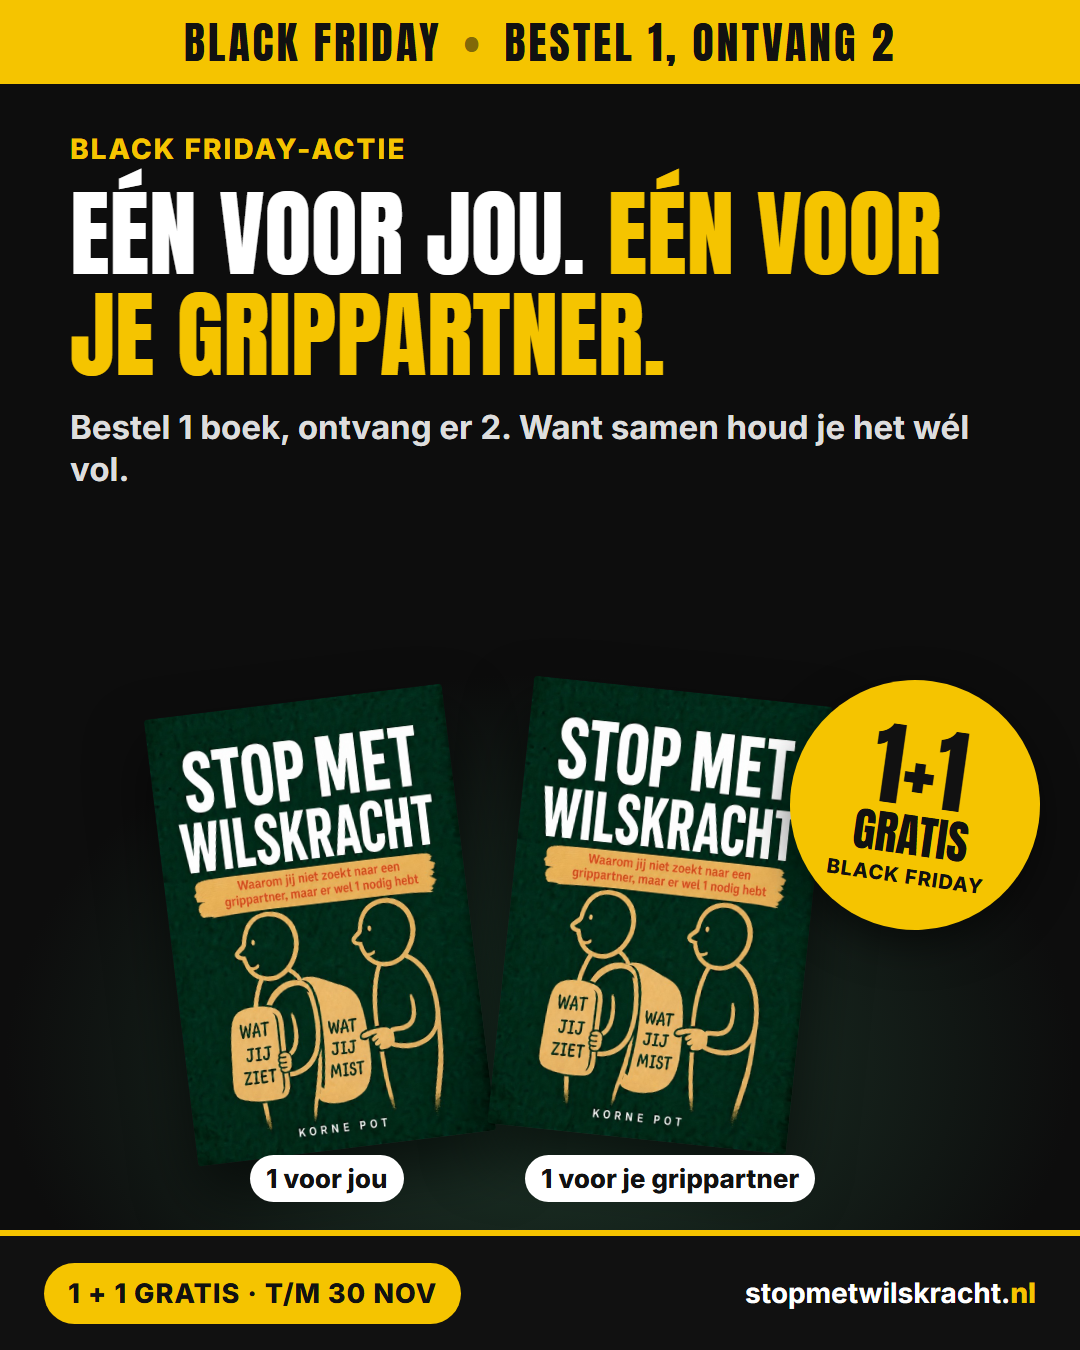 BLACK FRIDAY • BESTEL 1, ONTVANG 2
BLACK FRIDAY-ACTIE
EÉN VOOR JOU. EÉN VOOR
JE GRIPPARTNER.
Bestel 1 boek, ontvang er 2. Want samen houd je het wél
vol.
STOP MET
WILSKRACHT
Waarom jij niet zoekt naar een
grippartner, maar er wel 1 nodig hebt
WAT
JIJ
ZIET
WAT
JIJ
MIST
KORNE POT
STOP MET
WILSKRACHT
Waarom jij niet zoekt naar een
grippartner, maar er wel 1 nodig hebt
WAT
JIJ
ZIET
WAT
JIJ
MIST
KORNE POT
1+1
GRATIS
BLACK FRIDAY
1 voor jou
1 voor je grippartner
1 + 1 GRATIS · T/M 30 NOV
stopmetwilskracht.nl